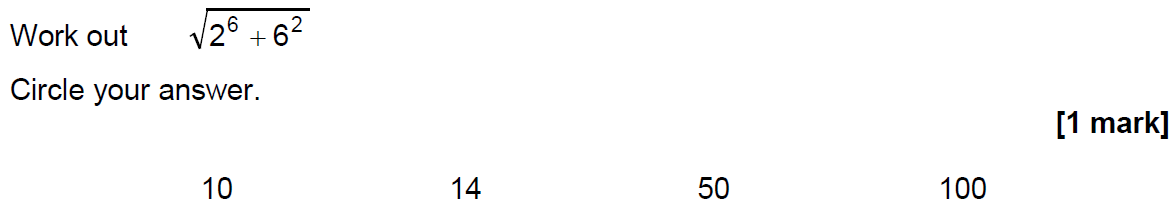 Work out √(2⁶ + 6²)
Circle your answer.
[1 mark]
10 14 50 100